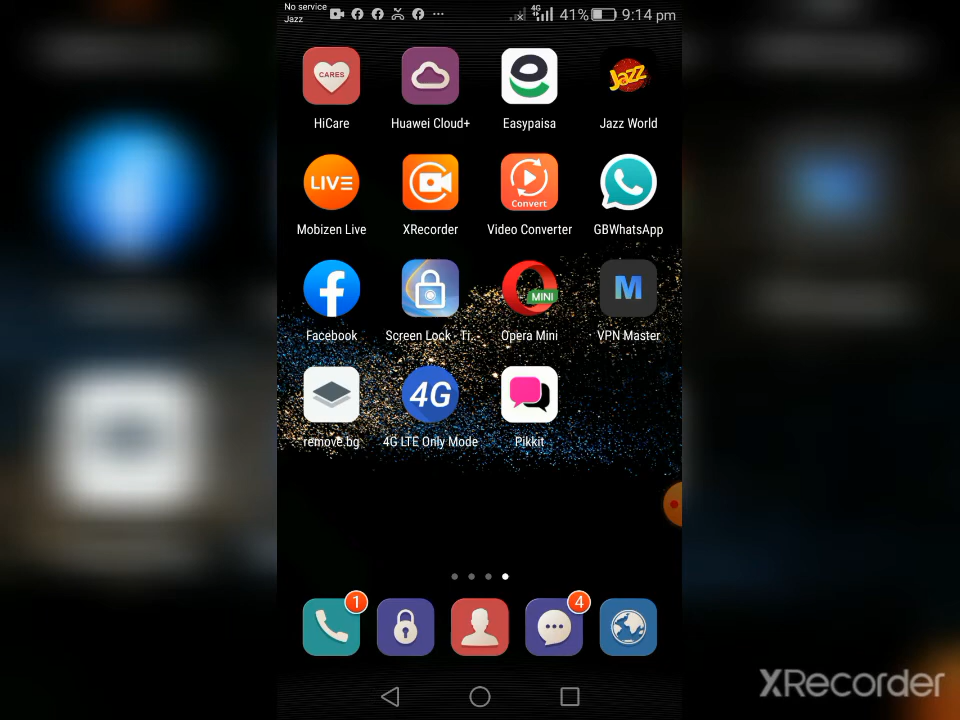 No service
Jazz
4G
41%
9:14 pm
CARES
Jazz
HiCare
Huawei Cloud+
Easypaisa
Jazz World
LIVE
Convert
Mobizen Live
XRecorder
Video Converter
GBWhatsApp
MINI
M
Facebook
Screen Lock - Ti...
Opera Mini
VPN Master
4G
remove.bg
4G LTE Only Mode
Pikkit
1
4
XRecorder